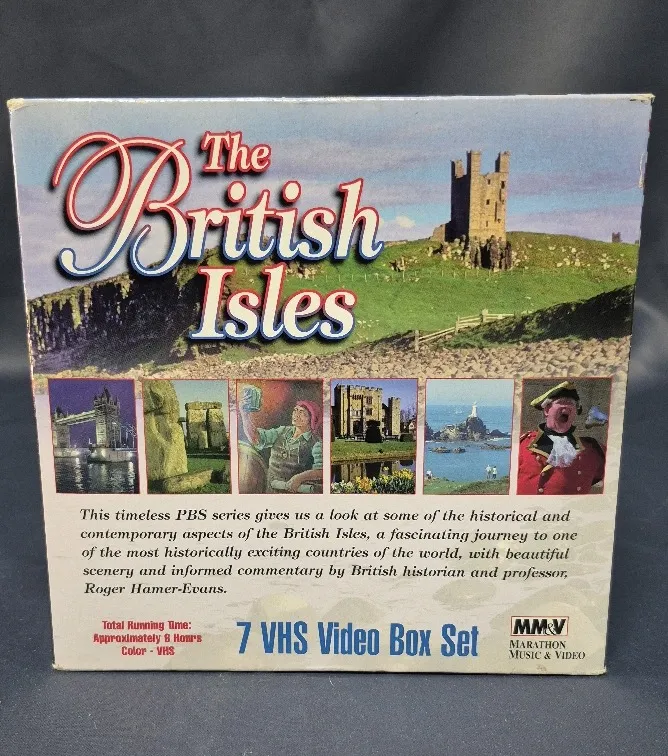 The
British
Isles
This timeless PBS series gives us a look at some of the historical and
contemporary aspects of the British Isles, a fascinating journey to one
of the most historically exciting countries of the world, with beautiful
scenery and informed commentary by British historian and professor,
Roger Hamer-Evans.
Total Running Time:
Approximately 6 Hours
Color - VHS
7 VHS Video Box Set
MM&V
MARATHON
MUSIC & VIDEO